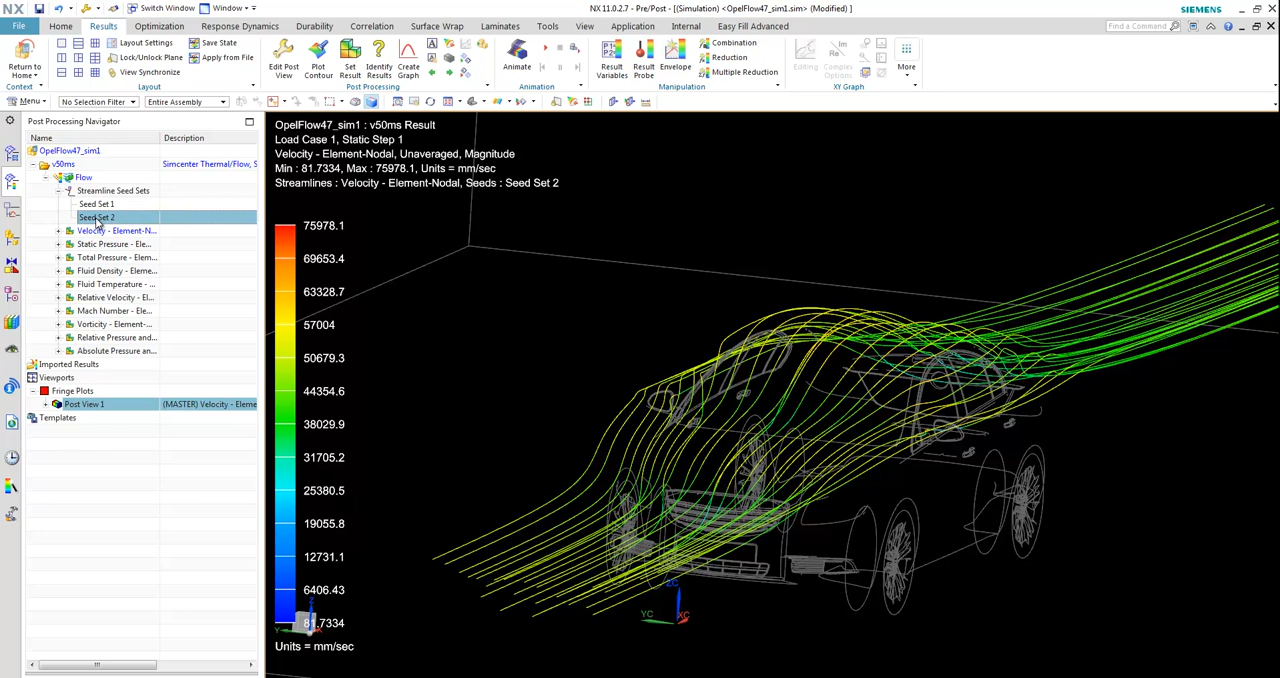 NX
Switch Window
Window
NX 11.0.2.7 - Pre/Post - [(Simulation) <OpelFlow47_sim1.sim> (Modified) ]
SIEMENS
File
Home
Results
Optimization
Response Dynamics
Durability
Correlation
Surface Wrap
Laminates
Tools
View
Application
Internal
Easy Fill Advanced
Find a Command
Return to Home
Layout Settings
Lock/Unlock Plane
View Synchronize
Save State
Apply from File
Edit Post View
Plot Contour
Set Result
Identify Results
Create Graph
Animate
Result Variables
Result Probe
Envelope
Combination
Reduction
Multiple Reduction
Editing
Complex Options
More
Context
Layout
Post Processing
Animation
Manipulation
XY Graph
Menu
No Selection Filter
Entire Assembly
Post Processing Navigator
Name
Description
OpelFlow47_sim1
v50ms
Simcenter Thermal/Flow, S
Flow
Streamline Seed Sets
Seed Set 1
Seed Set 2
Velocity - Element-N...
Static Pressure - Ele...
Total Pressure - Elem...
Fluid Density - Eleme...
Fluid Temperature - ...
Relative Velocity - El...
Mach Number - Ele...
Vorticity - Element-...
Relative Pressure and...
Absolute Pressure an...
Imported Results
Viewports
Fringe Plots
Post View 1
(MASTER) Velocity - Eleme
Templates
OpelFlow47_sim1 : v50ms Result
Load Case 1, Static Step 1
Velocity - Element-Nodal, Unaveraged, Magnitude
Min : 81.7334, Max : 75978.1, Units = mm/sec
Streamlines : Velocity - Element-Nodal, Seeds : Seed Set 2
75978.1
69653.4
63328.7
57004
50679.3
44354.6
38029.9
31705.2
25380.5
19055.8
12731.1
6406.43
81.7334
Units = mm/sec
ZC
YC
XC